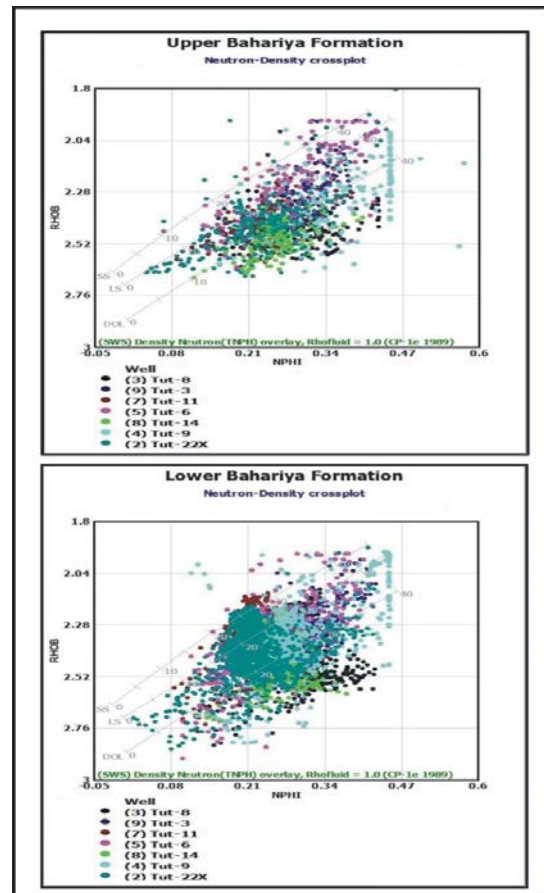 Upper Bahariya Formation
Neutron-Density crossplot
1.8
2.04
2.28
2.52
2.76
3
RHOB
40
40
10
10
SS 0
LS 0
DOL 0
(SWS) Density Neutron(TNPH) overlay, Rhofluid = 1.0 (CP-1e 1989)
-0.05 0.08 0.21 0.34 0.47 0.6
NPHI
Well
(3) Tut-8
(9) Tut-3
(7) Tut-11
(5) Tut-6
(8) Tut-14
(4) Tut-9
(2) Tut-22X
Lower Bahariya Formation
Neutron-Density crossplot
1.8
2.04
2.28
2.52
2.76
3
RHOB
40
10
20
20
SS 0
LS 0
DOL 0
(SWS) Density Neutron(TNPH) overlay, Rhofluid = 1.0 (CP-1e 1989)
-0.05 0.08 0.21 0.34 0.47 0.6
NPHI
Well
(3) Tut-8
(9) Tut-3
(7) Tut-11
(5) Tut-6
(8) Tut-14
(4) Tut-9
(2) Tut-22X